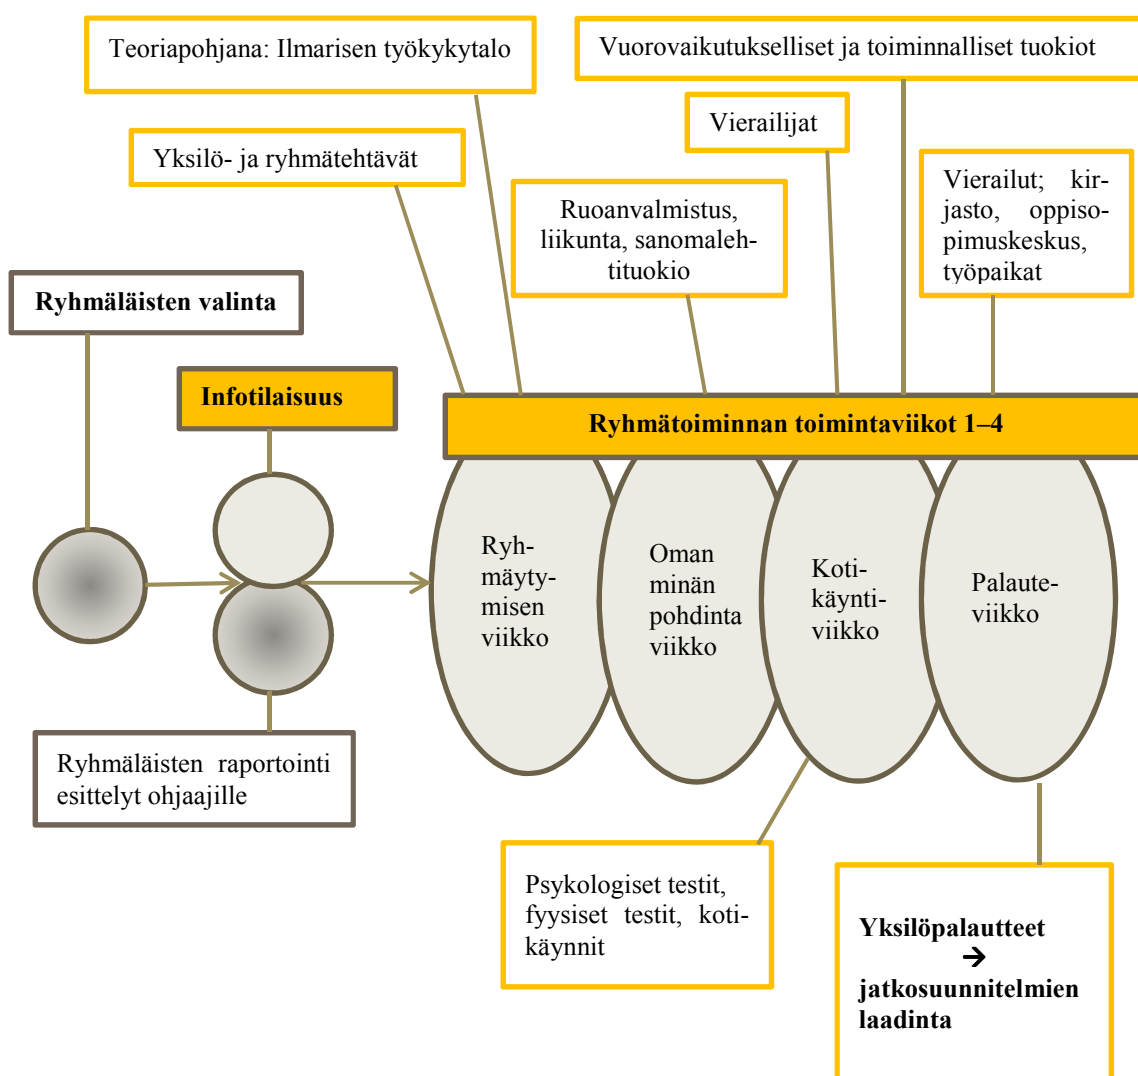 Teoriapohjana: Ilmarisen työkykytalo
Vuorovaikutukselliset ja toiminnalliset tuokiot
Vierailijat
Yksilö- ja ryhmätehtävät
Ruoanvalmistus,
liikunta, sanomaleh-
tituokio
Vierailut; kir-
jasto, oppiso-
pimuskeskus,
työpaikat
Ryhmäläisten valinta
Infotilaisuus
Ryhmätoiminnan toimintaviikot 1–4
Ryh-
mäyty-
misen
viikko
Oman
minän
pohdinta
viikko
Koti-
käynti-
viikko
Palaute-
viikko
Ryhmäläisten raportointi
esittelyt ohjaajille
Psykologiset testit,
fyysiset testit, koti-
käynnit
Yksilöpalautteet
→
jatkosuunnitelmien
laadinta